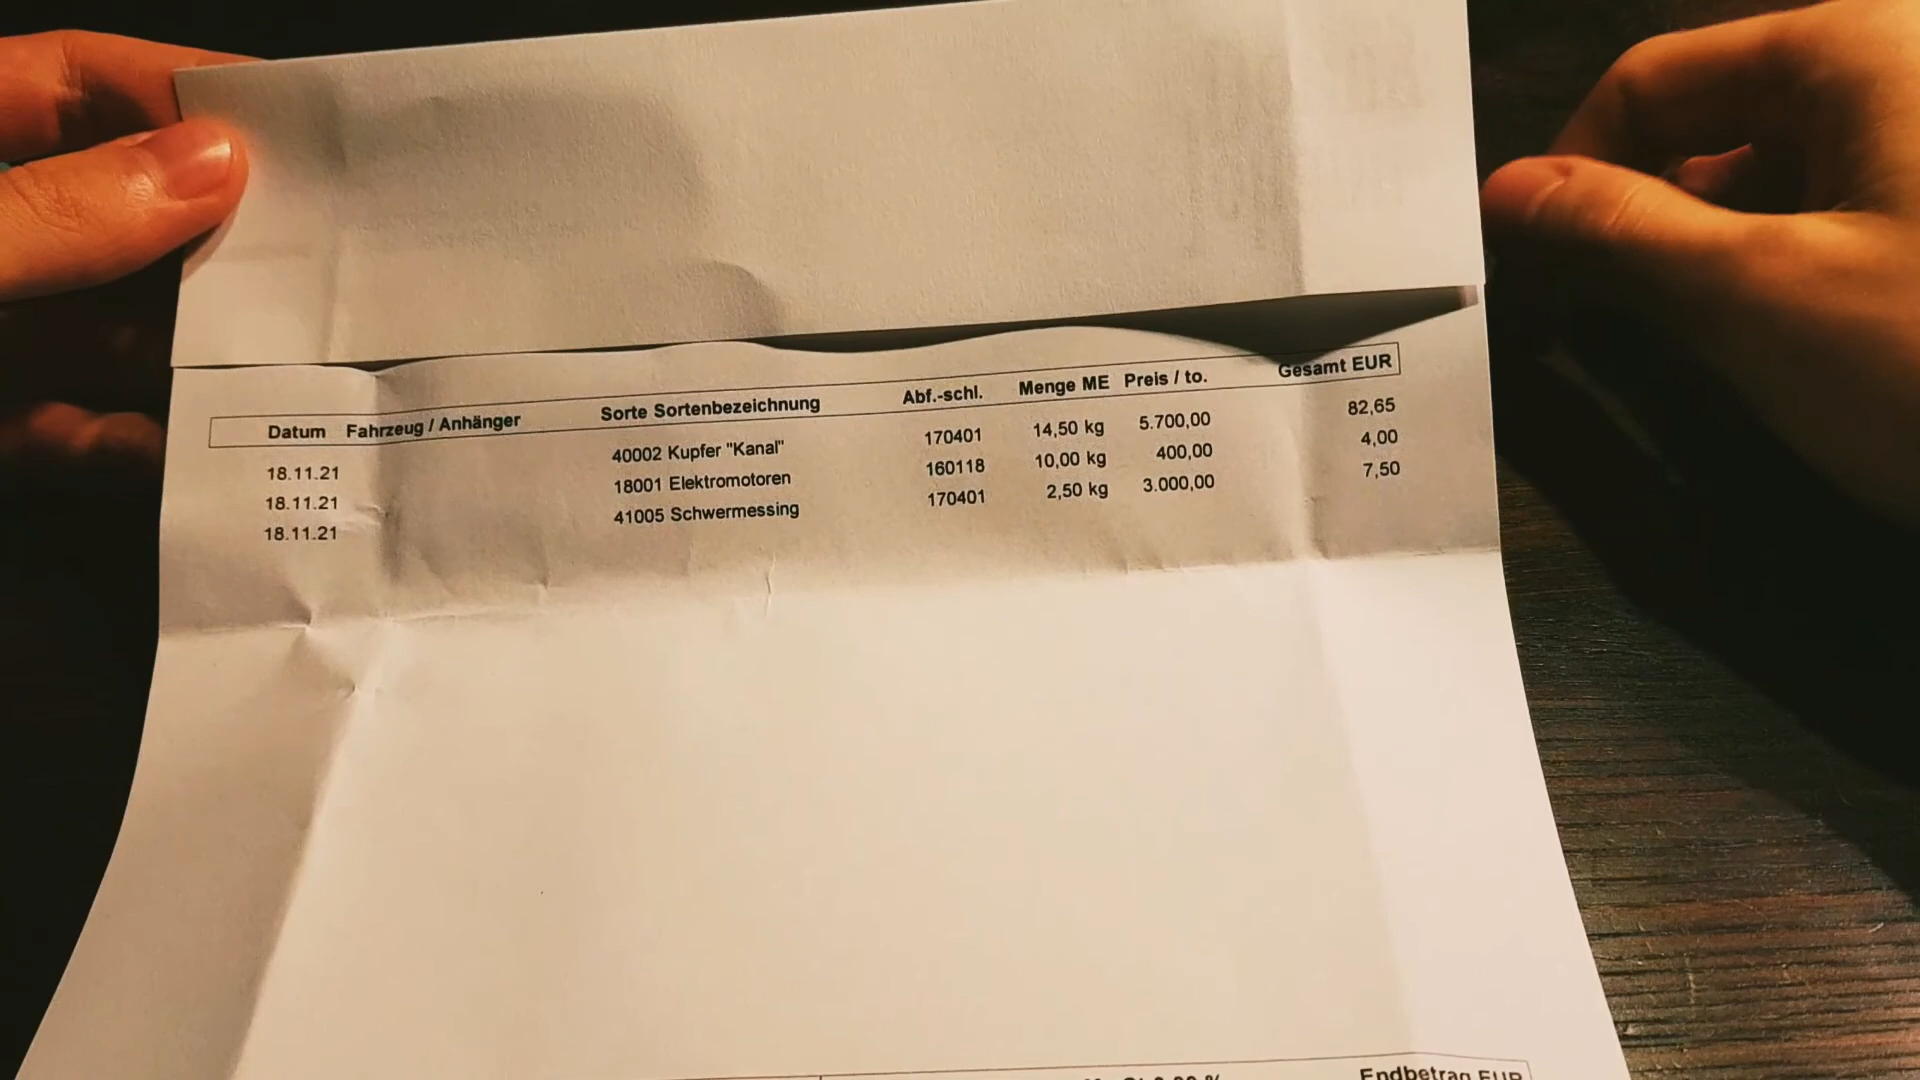 Datum Fahrzeug / Anhänger Sorte Sortenbezeichnung Abf.-schl. Menge ME Preis / to. Gesamt EUR
18.11.21 40002 Kupfer "Kanal" 170401 14,50 kg 5.700,00 82,65
18.11.21 18001 Elektromotoren 160118 10,00 kg 400,00 4,00
18.11.21 41005 Schwermessing 170401 2,50 kg 3.000,00 7,50
Endbetrag EUR